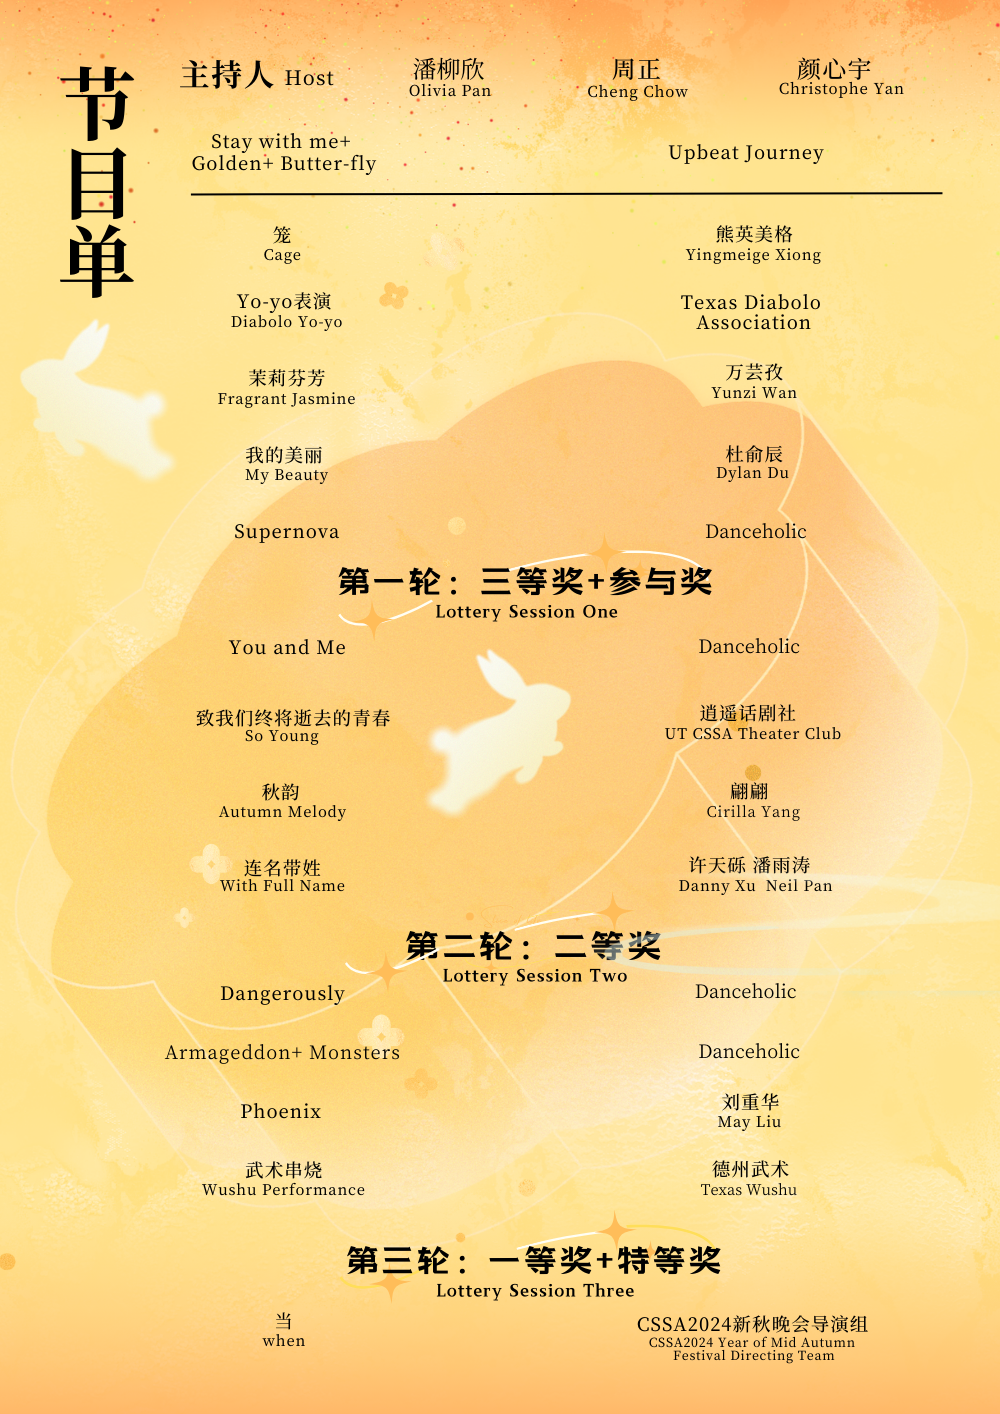 节目单
主持人 Host
潘柳欣
Olivia Pan
周正
Cheng Chow
颜心宇
Christophe Yan
Stay with me+
Golden+ Butter-fly
Upbeat Journey
笼
Cage
熊英美格
Yingmeige Xiong
Yo-yo表演
Diabolo Yo-yo
Texas Diabolo
Association
茉莉芬芳
Fragrant Jasmine
万芸孜
Yunzi Wan
我的美丽
My Beauty
杜俞辰
Dylan Du
Supernova
Danceholic
第一轮：三等奖+参与奖
Lottery Session One
You and Me
Danceholic
致我们终将逝去的青春
So Young
逍遥话剧社
UT CSSA Theater Club
秋韵
Autumn Melody
翩翩
Cirilla Yang
连名带姓
With Full Name
许天砾 潘雨涛
Danny Xu Neil Pan
第二轮：二等奖
Lottery Session Two
Dangerously
Danceholic
Armageddon+ Monsters
Danceholic
Phoenix
刘重华
May Liu
武术串烧
Wushu Performance
德州武术
Texas Wushu
第三轮：一等奖+特等奖
Lottery Session Three
当
when
CSSA2024新秋晚会导演组
CSSA2024 Year of Mid Autumn
Festival Directing Team